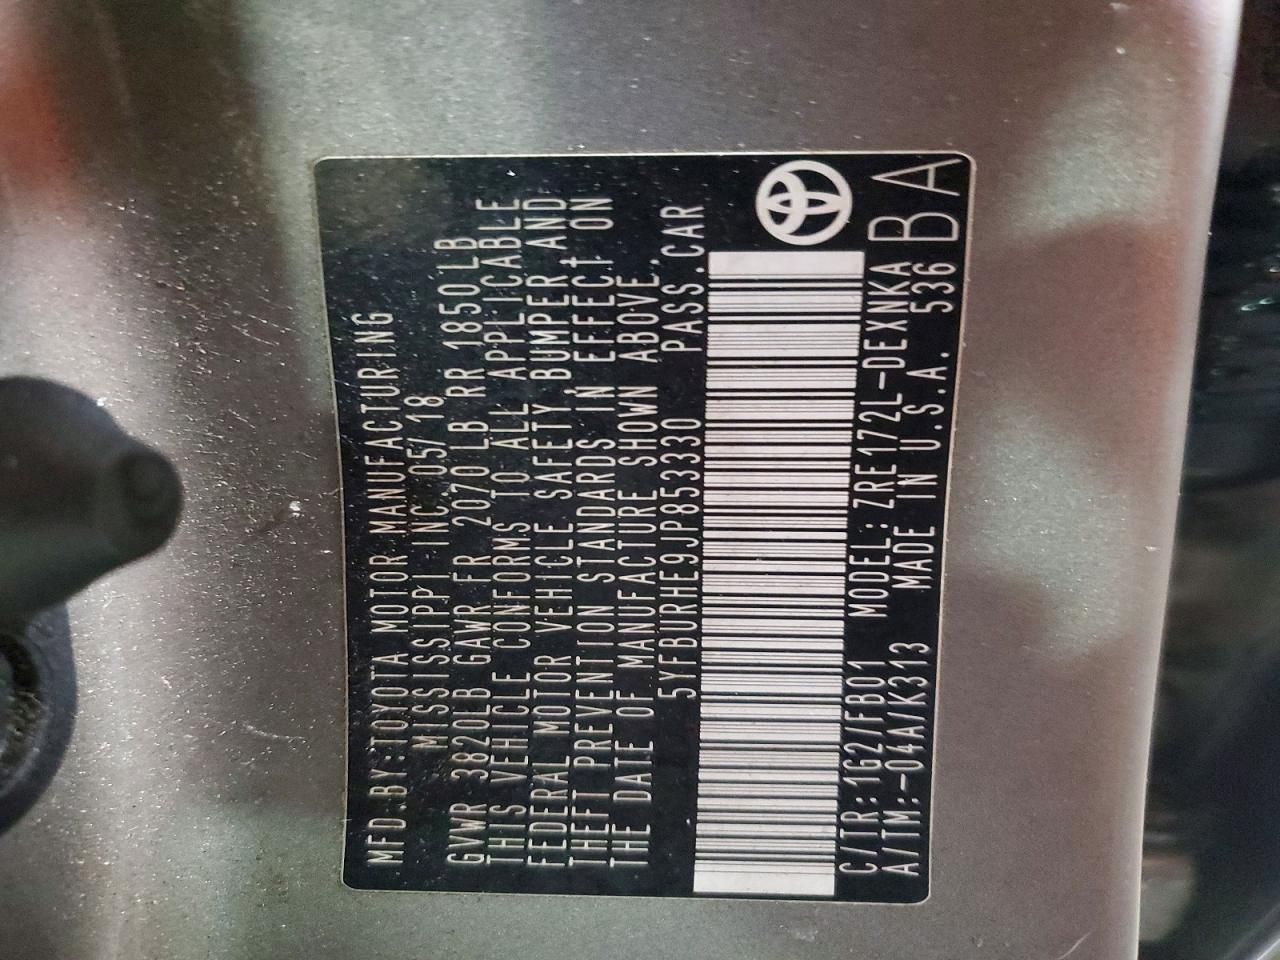 MFD.BY:TOYOTA MOTOR MANUFACTURING
MISSISSIPPI INC.05/18
GVWR 3820LB GAWR FR 2070LB RR 1850LB
THIS VEHICLE CONFORMS TO ALL APPLICABLE
FEDERAL MOTOR VEHICLE SAFETY,BUMPER,AND
THEFT PREVENTION STANDARDS IN EFFECT ON
THE DATE OF MANUFACTURE SHOWN ABOVE.
5YFBURHE9JP853330 PASS.CAR
C/TR:1G2/FB01 MODEL:ZRE172L-DEXNKA BA
A/TM:-04A/K313 MADE IN U.S.A. 536